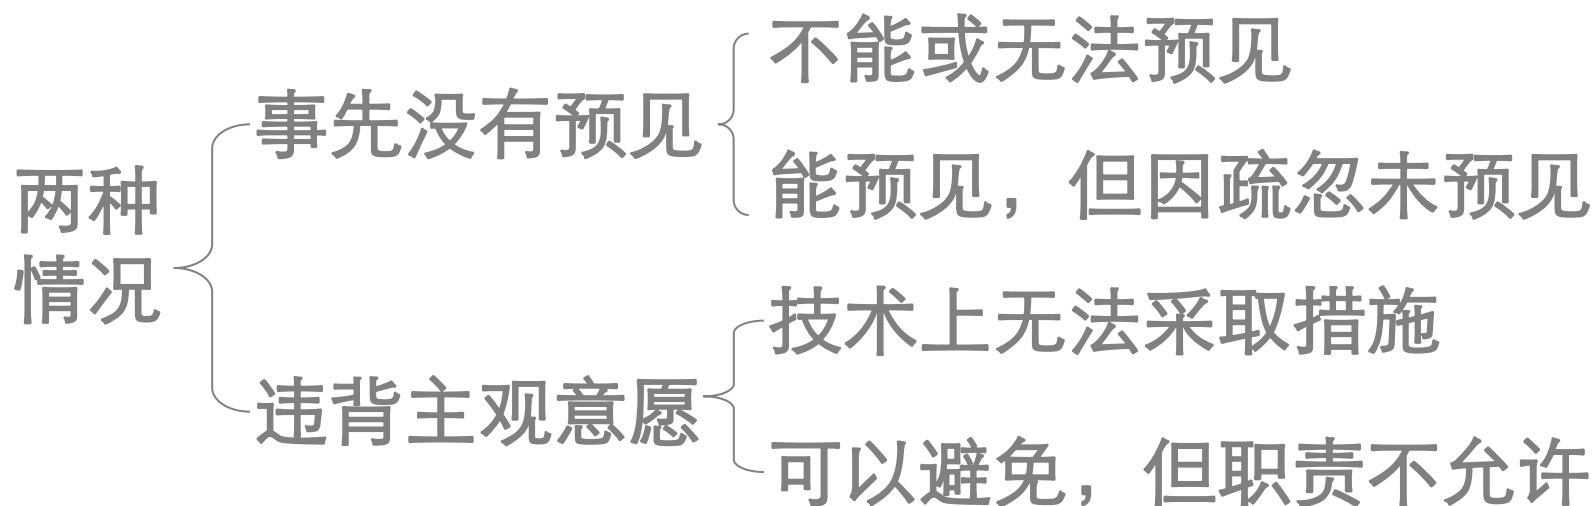 两种
情况
事先没有预见
不能或无法预见
能预见，但因疏忽未预见
违背主观意愿
技术上无法采取措施
可以避免，但职责不允许